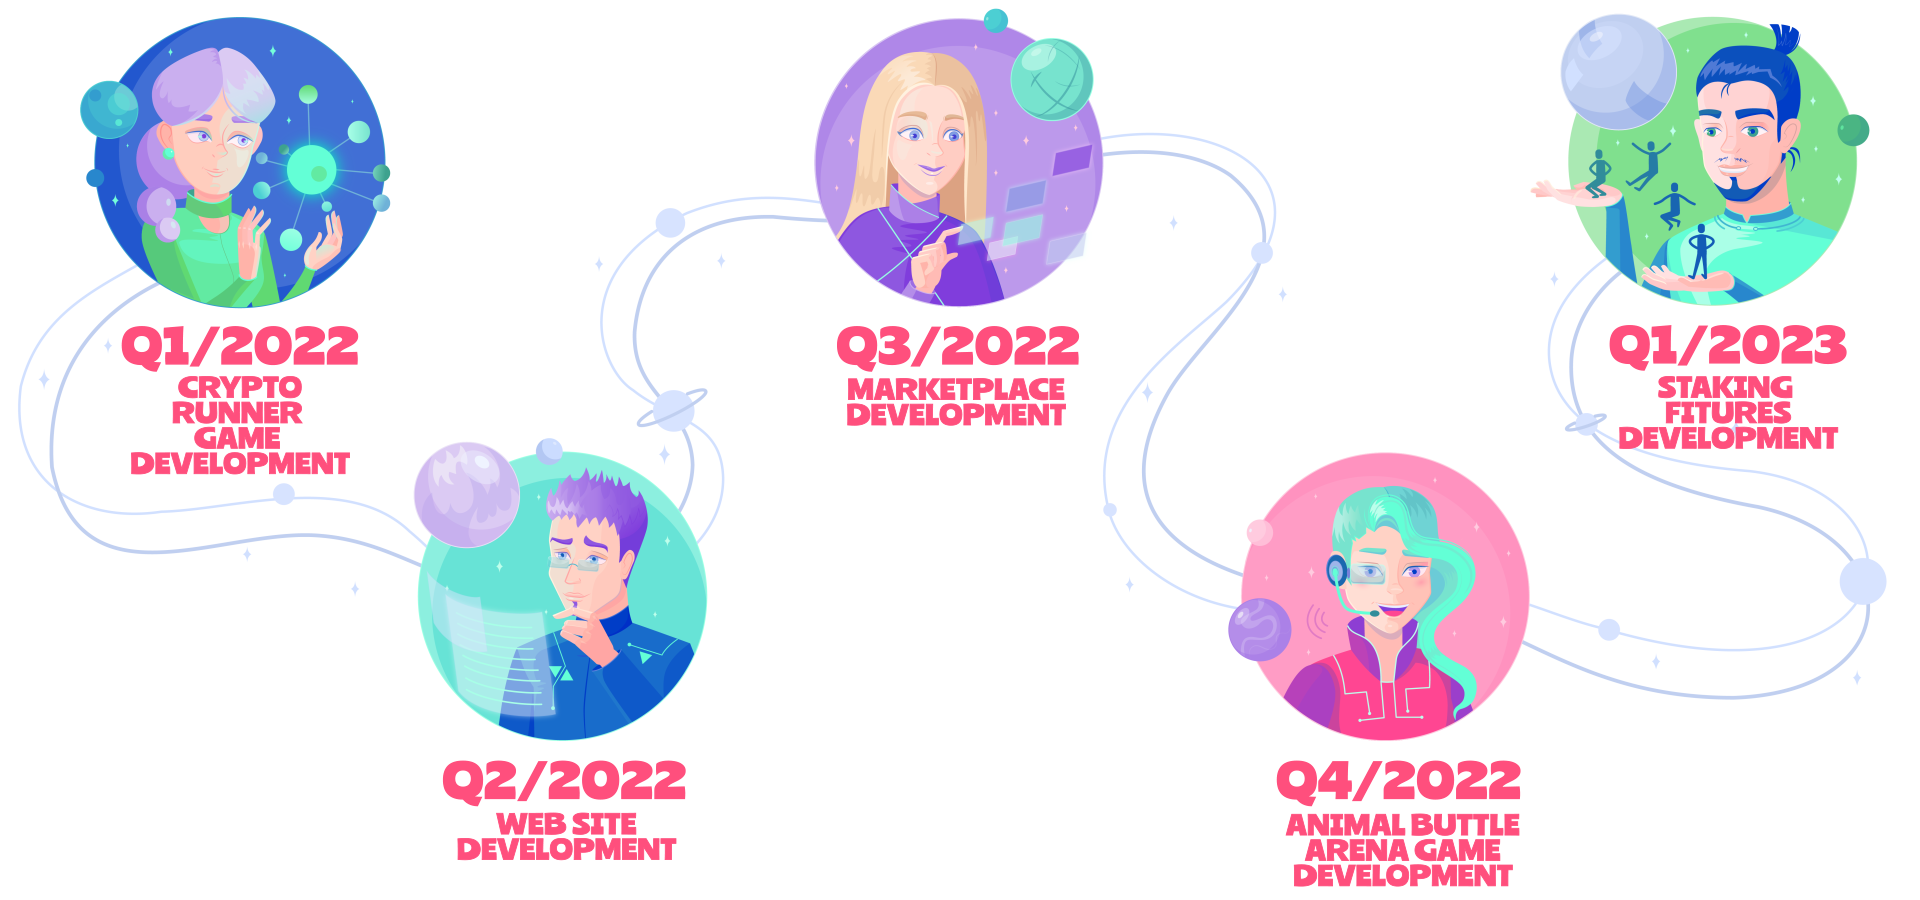 Q1/2022
CRYPTO
RUNNER
GAME
DEVELOPMENT
Q2/2022
WEB SITE
DEVELOPMENT
Q3/2022
MARKETPLACE
DEVELOPMENT
Q4/2022
ANIMAL BUTTLE
ARENA GAME
DEVELOPMENT
Q1/2023
STAKING
FITURES
DEVELOPMENT